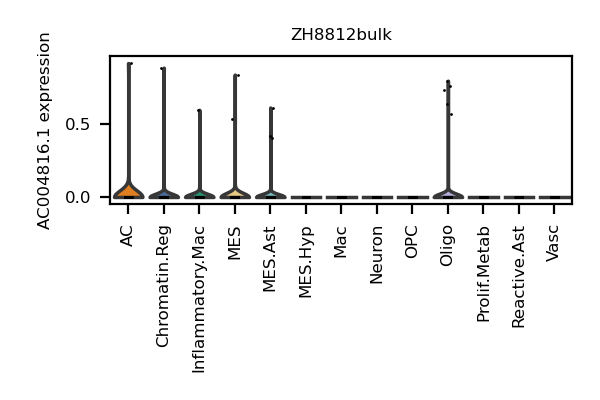 ZH8812bulk
AC004816.1 expression
0.5
0.0
AC
Chromatin.Reg
Inflammatory.Mac
MES
MES.Ast
MES.Hyp
Mac
Neuron
OPC
Oligo
Prolif.Metab
Reactive.Ast
Vasc